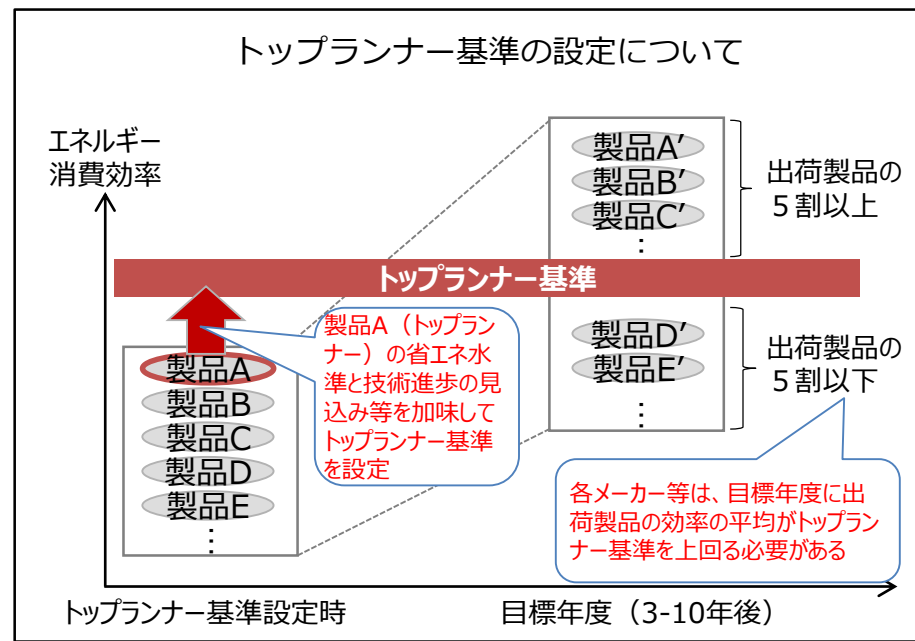 トップランナー基準の設定について
エネルギー
消費効率
製品A′
製品B′
製品C′
⋮
出荷製品の
５割以上
トップランナー基準
製品A（トップラン
ナー）の省エネ水
準と技術進歩の見
込み等を加味して
トップランナー基準
を設定
製品A
製品B
製品C
製品D
製品E
⋮
製品D′
製品E′
⋮
出荷製品の
５割以下
各メーカー等は、目標年度に出
荷製品の効率の平均がトップラン
ナー基準を上回る必要がある
トップランナー基準設定時
目標年度（3-10年後）